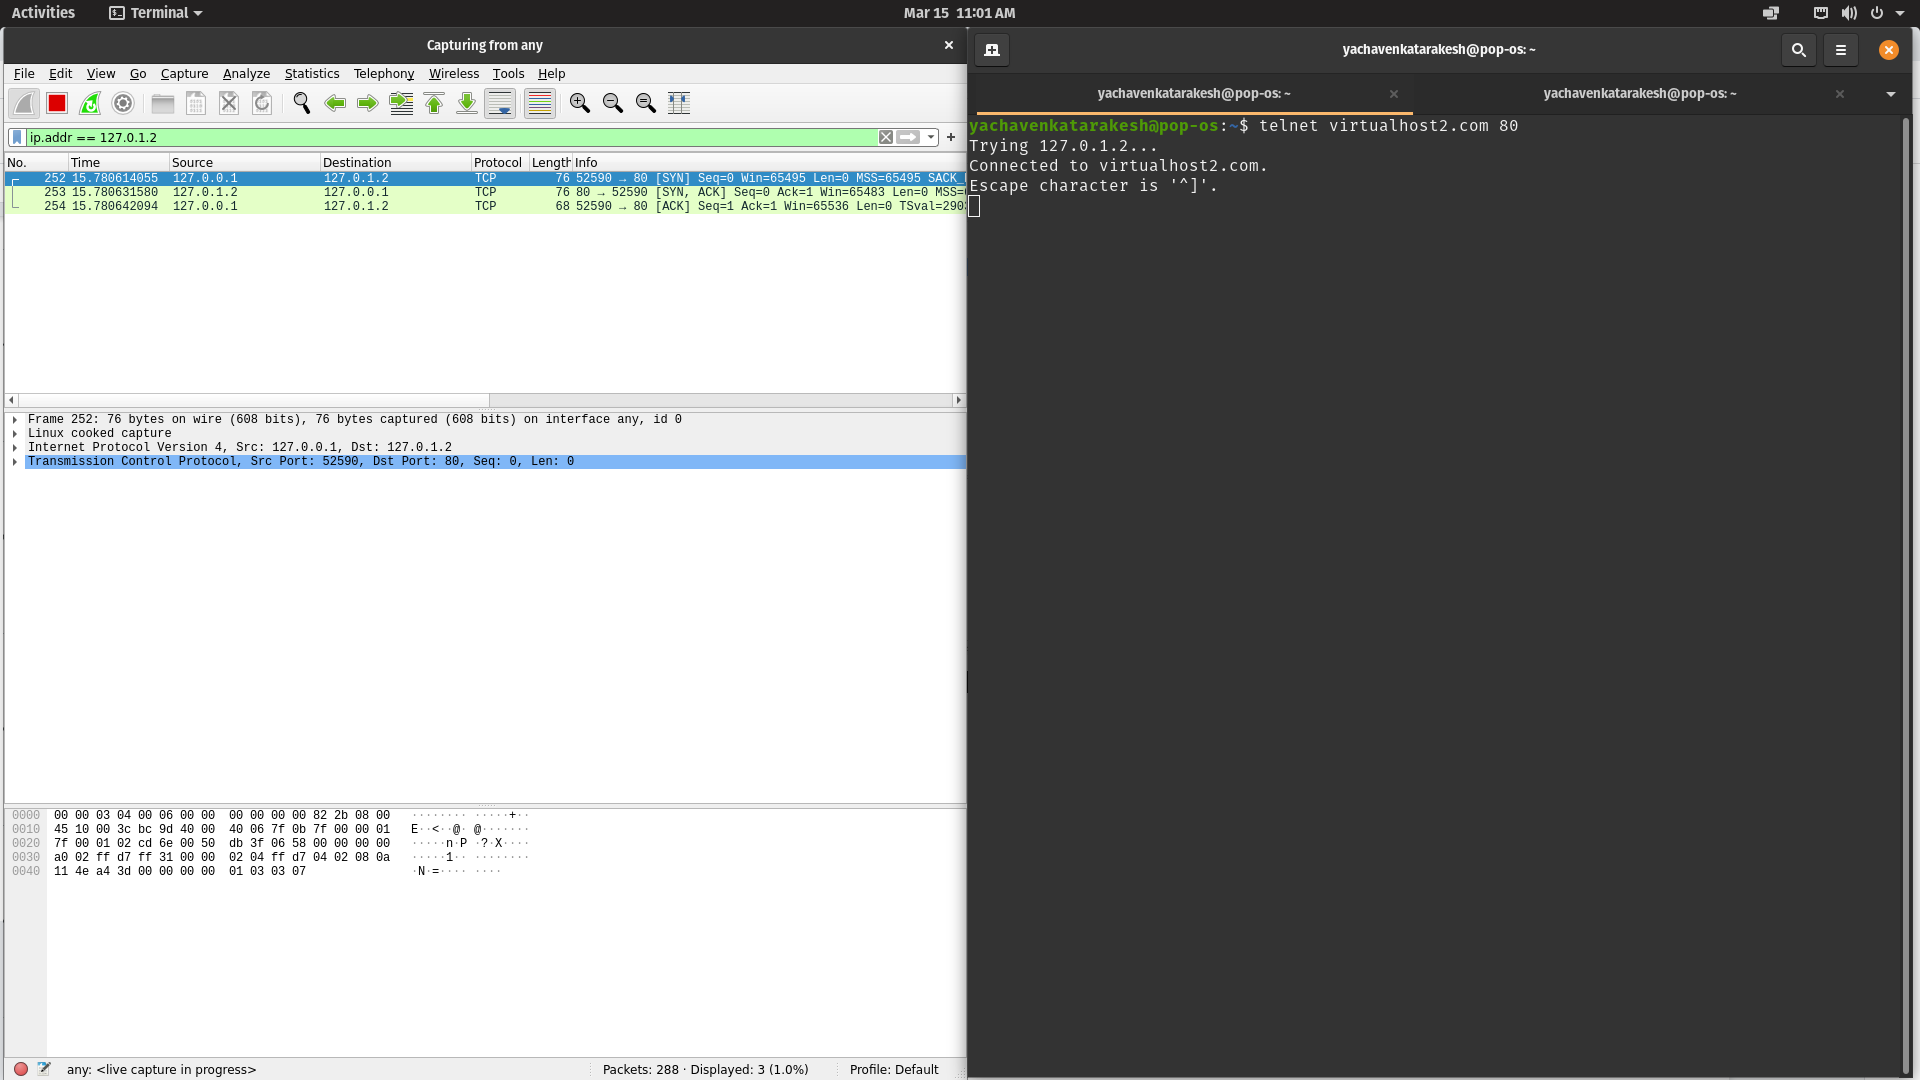 Activities Terminal Mar 15 11:01 AM
Capturing from any
File Edit View Go Capture Analyze Statistics Telephony Wireless Tools Help
ip.addr == 127.0.1.2
No. Time Source Destination Protocol Length Info
252 15.780614055 127.0.0.1 127.0.1.2 TCP 76 52590 → 80 [SYN] Seq=0 Win=65495 Len=0 MSS=65495 SACK_
253 15.780631580 127.0.1.2 127.0.0.1 TCP 76 80 → 52590 [SYN, ACK] Seq=0 Ack=1 Win=65483 Len=0 MSS=
254 15.780642094 127.0.0.1 127.0.1.2 TCP 68 52590 → 80 [ACK] Seq=1 Ack=1 Win=65536 Len=0 TSval=290
Frame 252: 76 bytes on wire (608 bits), 76 bytes captured (608 bits) on interface any, id 0
Linux cooked capture
Internet Protocol Version 4, Src: 127.0.0.1, Dst: 127.0.1.2
Transmission Control Protocol, Src Port: 52590, Dst Port: 80, Seq: 0, Len: 0
0000 00 00 03 04 00 06 00 00 00 00 00 00 82 2b 08 00 ········ ·····+··
0010 45 10 00 3c bc 9d 40 00 40 06 7f 0b 7f 00 00 01 E··<··@· @·······
0020 7f 00 01 02 cd 6e 00 50 db 3f 06 58 00 00 00 00 ·····n·P ·?·X····
0030 a0 02 ff d7 ff 31 00 00 02 04 ff d7 04 02 08 0a ·····1·· ········
0040 11 4e a4 3d 00 00 00 00 01 03 03 07 ·N·=···· ····
any: <live capture in progress> Packets: 288 · Displayed: 3 (1.0%) Profile: Default
yachavenkatarakesh@pop-os: ~
yachavenkatarakesh@pop-os: ~ yachavenkatarakesh@pop-os: ~
yachavenkatarakesh@pop-os:~$ telnet virtualhost2.com 80
Trying 127.0.1.2...
Connected to virtualhost2.com.
Escape character is '^]'.